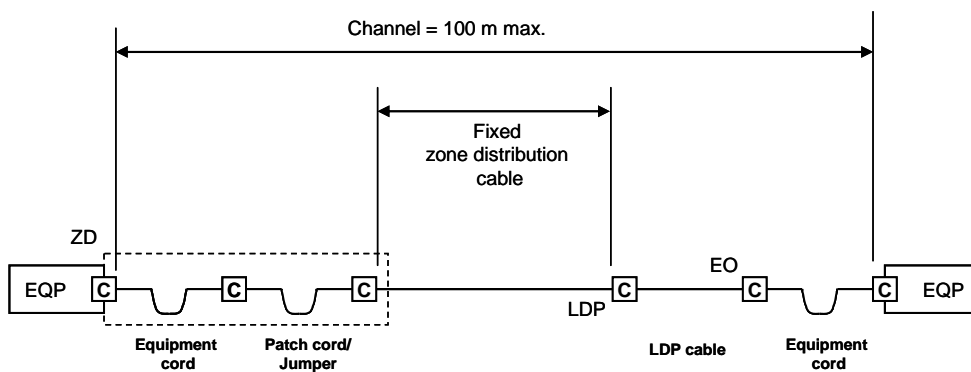 Channel = 100 m max.
Fixed
zone distribution
cable
ZD
EO
EQP
C
C
C
C
C
C
EQP
LDP
Equipment
cord
Patch cord/
Jumper
LDP cable
Equipment
cord